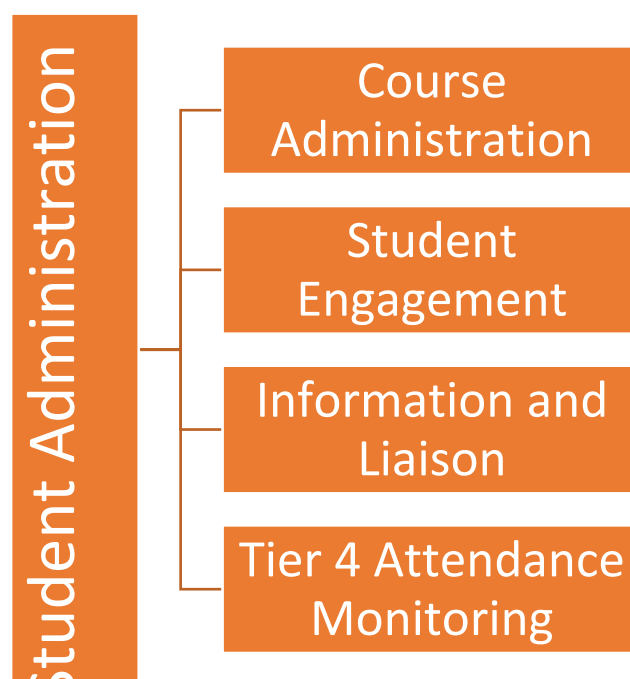 Student Administration
Course
Administration
Student
Engagement
Information and
Liaison
Tier 4 Attendance
Monitoring